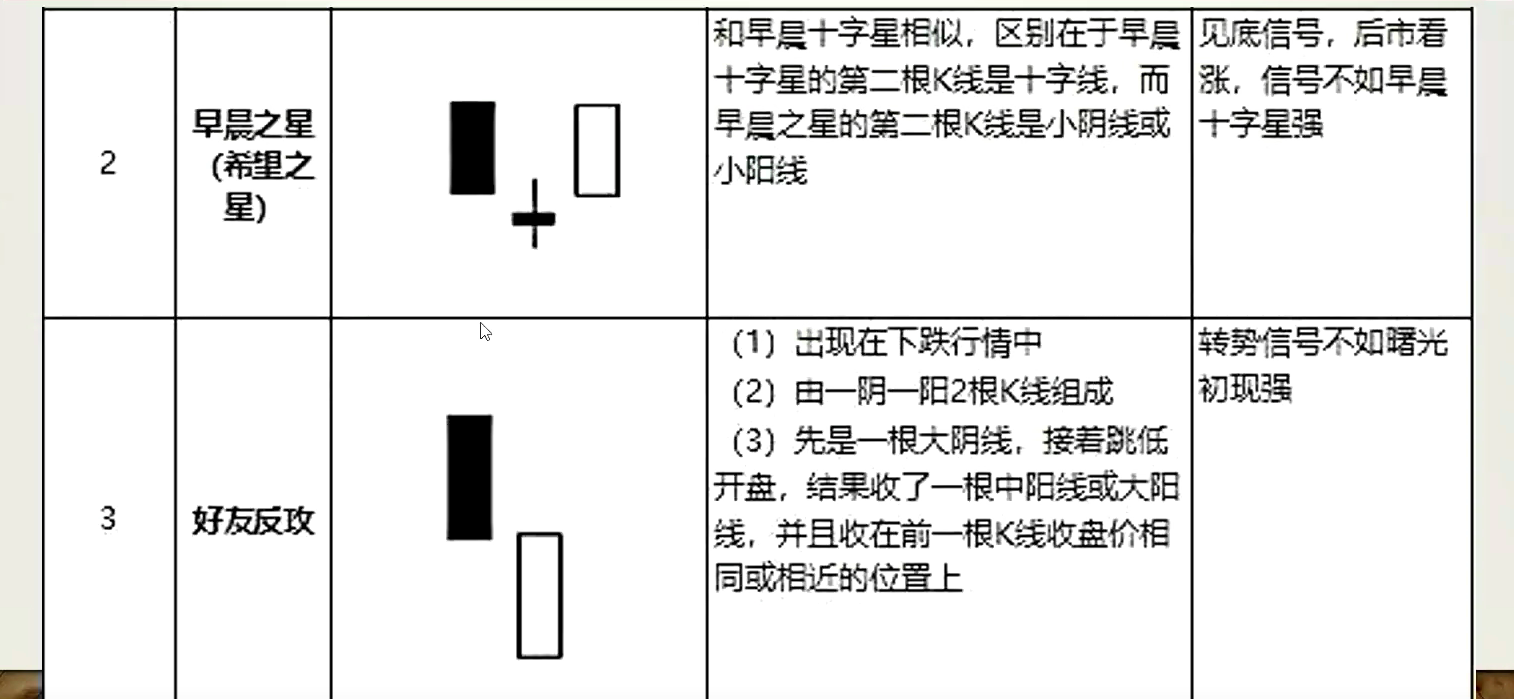 2
早晨之星
（希望之
星）
和早晨十字星相似，区别在于早晨
十字星的第二根K线是十字线，而
早晨之星的第二根K线是小阴线或
小阳线
见底信号，后市看
涨，信号不如早晨
十字星强
3
好友反攻
（1）出现在下跌行情中
（2）由一阴一阳2根K线组成
（3）先是一根大阴线，接着跳低
开盘，结果收了一根中阳线或大阳
线，并且收在前一根K线收盘价相
同或相近的位置上
转势信号不如曙光
初现强